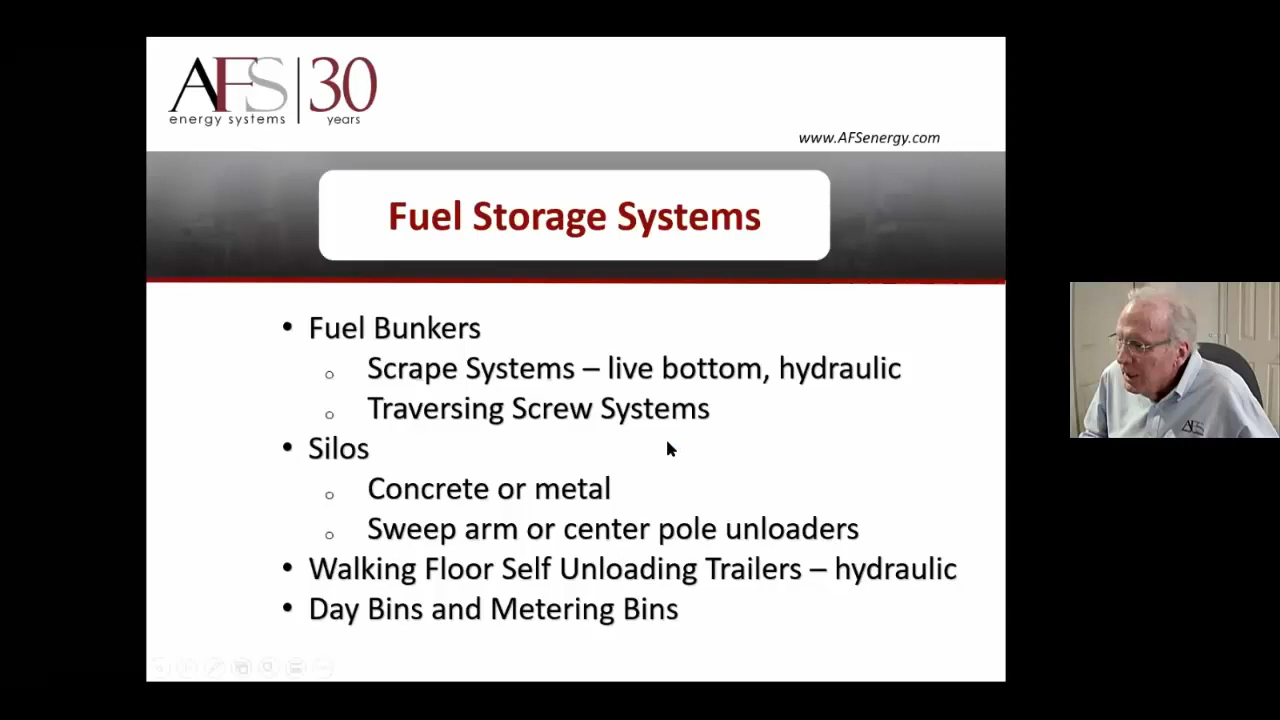 AFS | 30
energy systems years
www.AFSenergy.com
Fuel Storage Systems
• Fuel Bunkers
o Scrape Systems – live bottom, hydraulic
o Traversing Screw Systems
• Silos
o Concrete or metal
o Sweep arm or center pole unloaders
• Walking Floor Self Unloading Trailers – hydraulic
• Day Bins and Metering Bins
AFS